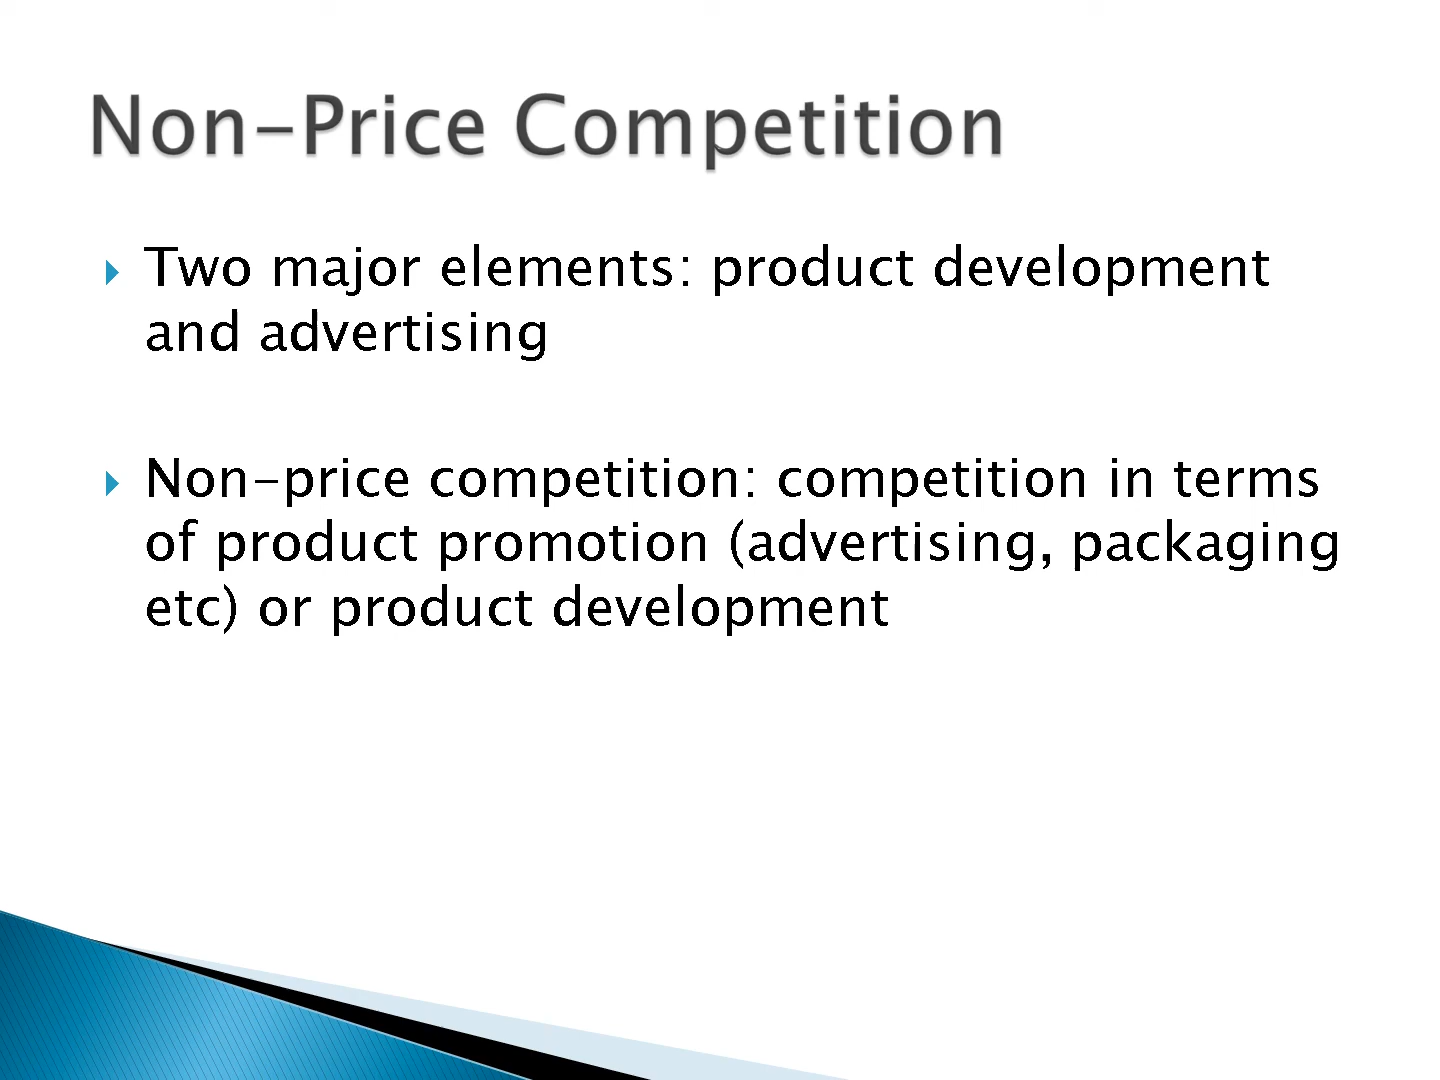 Non-Price Competition
Two major elements: product development
and advertising
Non-price competition: competition in terms
of product promotion (advertising, packaging
etc) or product development